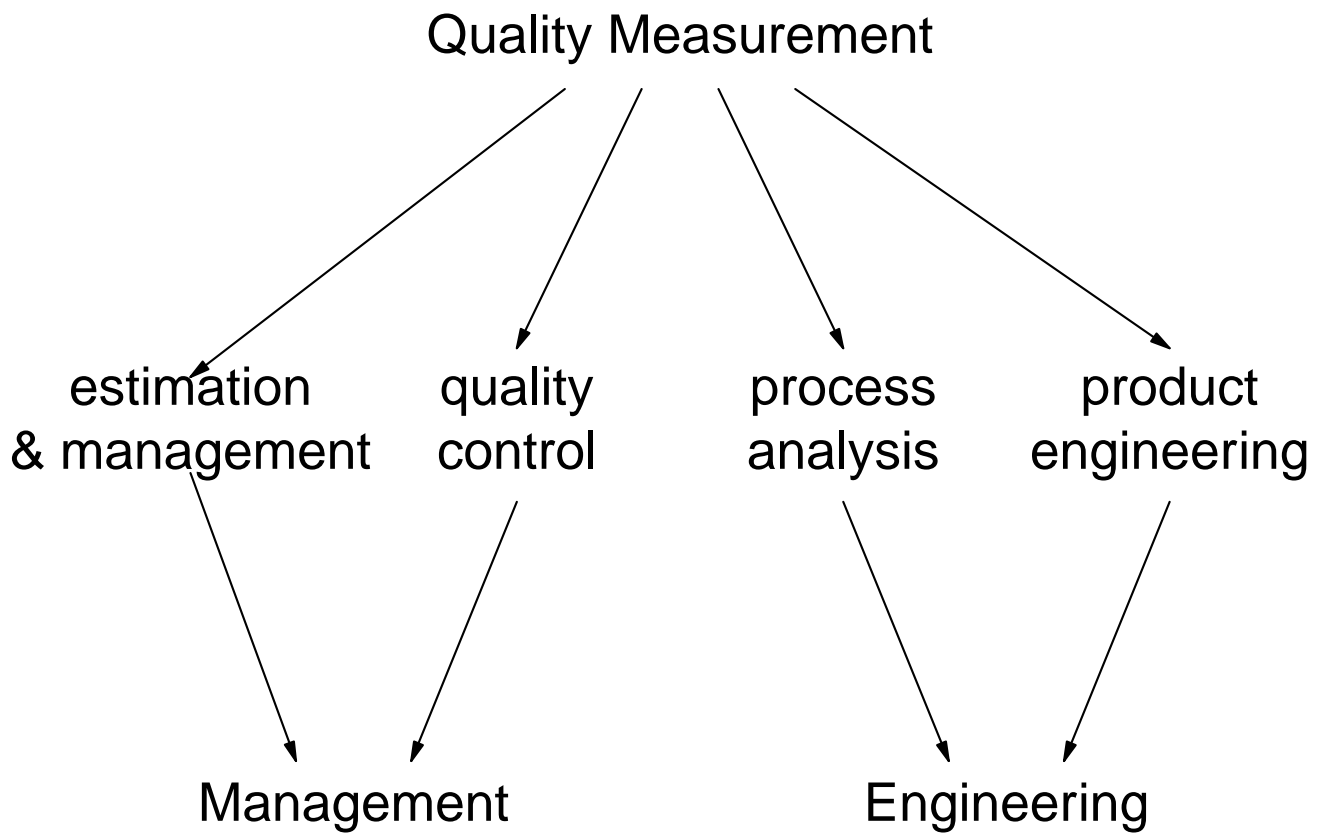 Quality Measurement
estimation
& management
quality
control
process
analysis
product
engineering
Management
Engineering